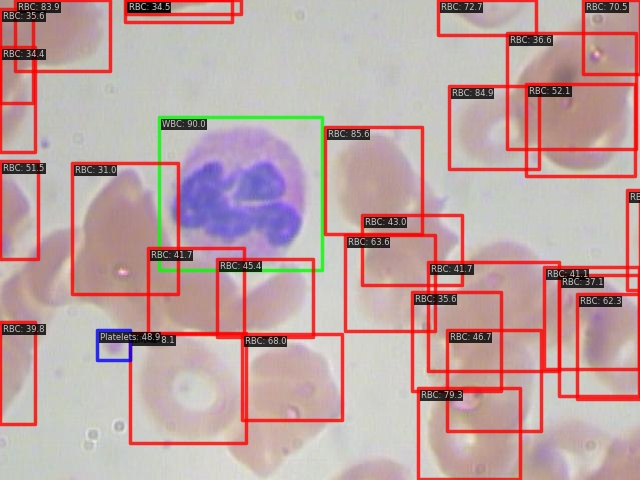 RBC: 83.9
RBC: 34.5
RBC: 72.7
RBC: 70.5
RBC: 35.6
RBC: 36.6
RBC: 34.4
RBC: 84.9
RBC: 52.1
WBC: 90.0
RBC: 85.6
RBC: 51.5
RBC: 31.0
RBC: 43.0
RBC: 63.6
RBC: 41.7
RBC: 45.4
RBC: 41.7
RBC: 41.1
RBC: 37.1
RBC: 35.6
RBC: 62.3
RBC: 39.8
Platelets: 48.9
8.1
RBC: 68.0
RBC: 46.7
RBC: 79.3